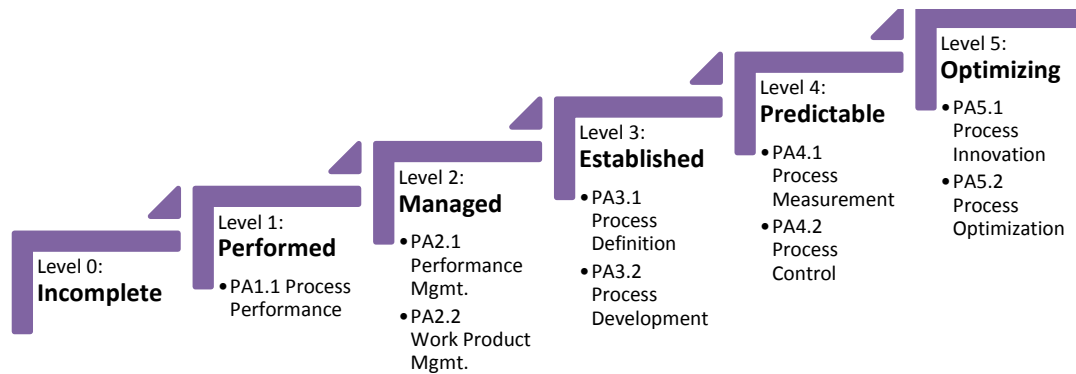 Level 0:
Incomplete
Level 1:
Performed
•PA1.1 Process
Performance
Level 2:
Managed
•PA2.1
Performance
Mgmt.
•PA2.2
Work Product
Mgmt.
Level 3:
Established
•PA3.1
Process
Definition
•PA3.2
Process
Development
Level 4:
Predictable
•PA4.1
Process
Measurement
•PA4.2
Process
Control
Level 5:
Optimizing
•PA5.1
Process
Innovation
•PA5.2
Process
Optimization